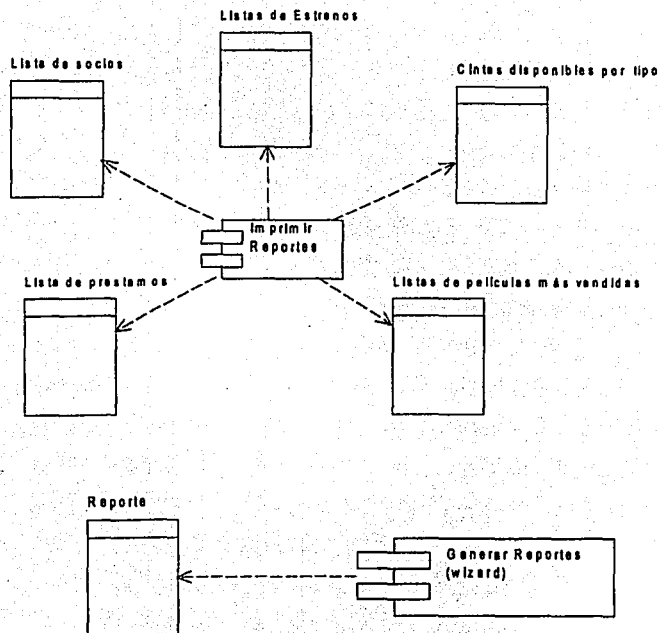 Listas de Estrenos
Lista de socios
Cintas disponibles por tipo
Imprimir
Reportes
Lista de prestamos
Listas de películas más vendidas
Reporte
Generar Reportes
(wizard)